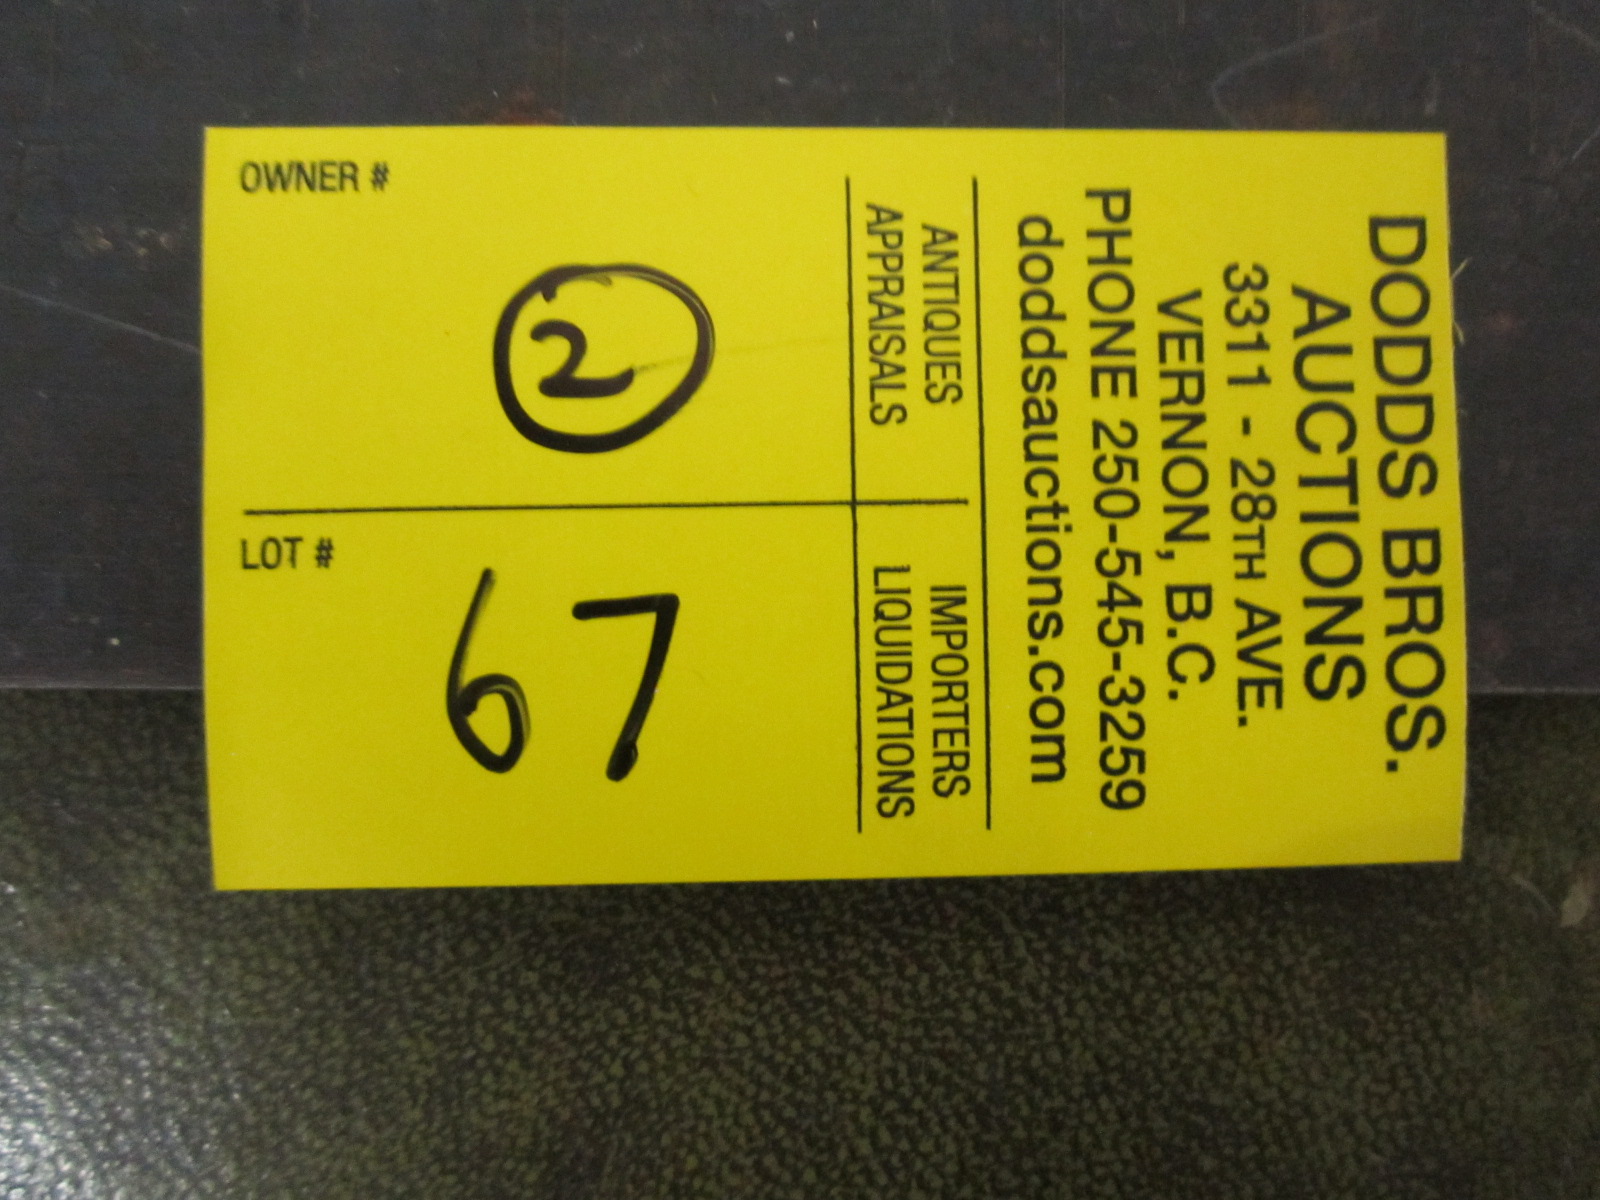 DODDS BROS.
AUCTIONS
3311 - 28TH AVE.
VERNON, B.C.
PHONE 250-545-3259
doddsauctions.com
ANTIQUES
APPRAISALS
IMPORTERS
LIQUIDATIONS
OWNER #
2
LOT #
67